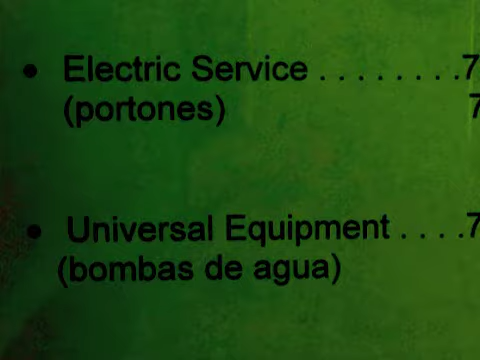 • Electric Service . . . . . . . . .7
(portones) 7
• Universal Equipment . . . . .7
(bombas de agua)